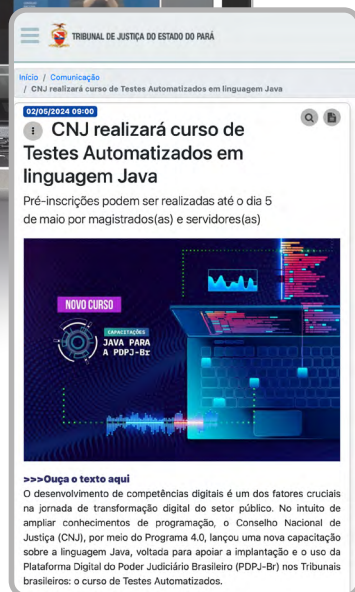 TRIBUNAL DE JUSTIÇA DO ESTADO DO PARÁ
Início / Comunicação
/ CNJ realizará curso de Testes Automatizados em linguagem Java
02/05/2024 09:00
CNJ realizará curso de
Testes Automatizados em
linguagem Java
Pré-inscrições podem ser realizadas até o dia 5
de maio por magistrados(as) e servidores(as)
NOVO CURSO
CAPACITAÇÕES
JAVA PARA
A PDPJ-Br
>>>Ouça o texto aqui
O desenvolvimento de competências digitais é um dos fatores cruciais
na jornada de transformação digital do setor público. No intuito de
ampliar conhecimentos de programação, o Conselho Nacional de
Justiça (CNJ), por meio do Programa 4.0, lançou uma nova capacitação
sobre a linguagem Java, voltada para apoiar a implantação e o uso da
Plataforma Digital do Poder Judiciário Brasileiro (PDPJ-Br) nos Tribunais
brasileiros: o curso de Testes Automatizados.